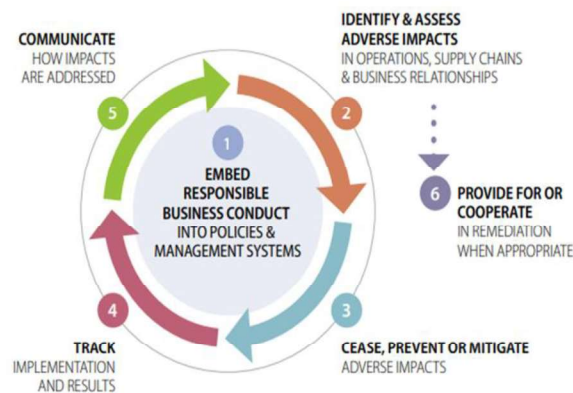 1
EMBED
RESPONSIBLE
BUSINESS CONDUCT
INTO POLICIES &
MANAGEMENT SYSTEMS
2
IDENTIFY & ASSESS
ADVERSE IMPACTS
IN OPERATIONS, SUPPLY CHAINS
& BUSINESS RELATIONSHIPS
3
CEASE, PREVENT OR MITIGATE
ADVERSE IMPACTS
4
TRACK
IMPLEMENTATION
AND RESULTS
5
COMMUNICATE
HOW IMPACTS
ARE ADDRESSED
6
PROVIDE FOR OR
COOPERATE
IN REMEDIATION
WHEN APPROPRIATE